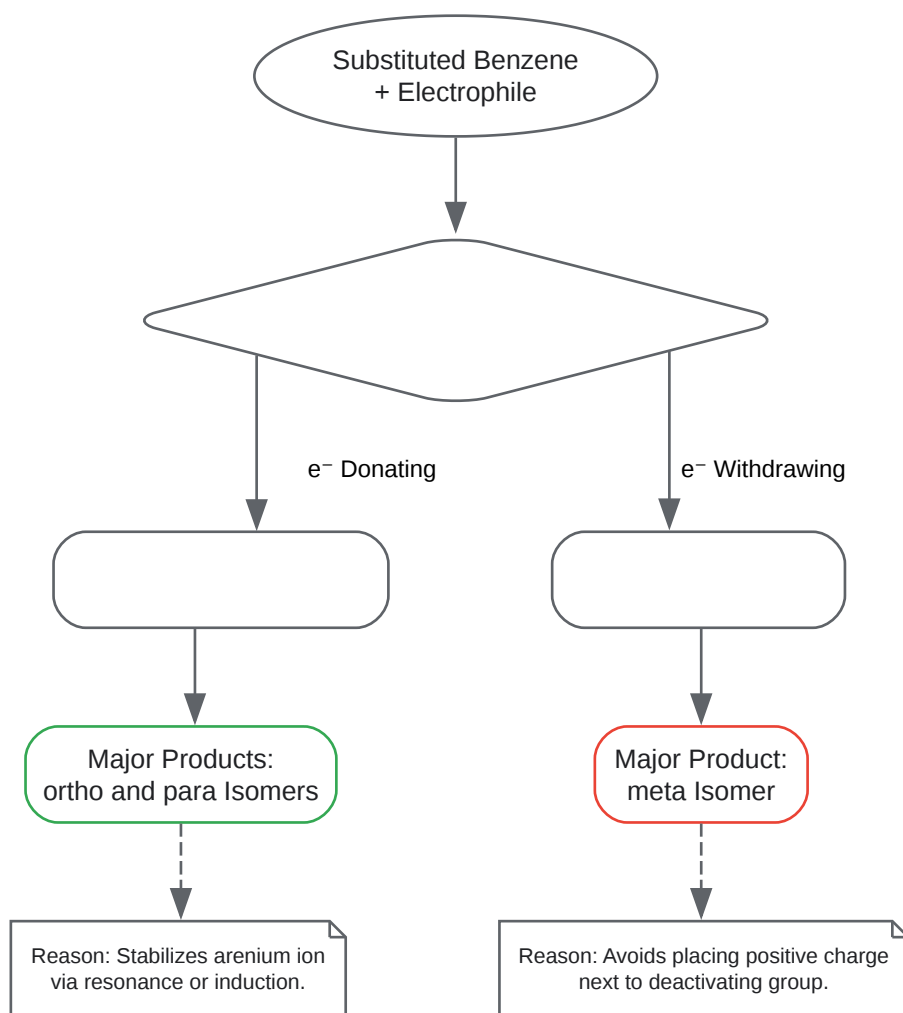 Substituted Benzene
+ Electrophile
e⁻ Donating
e⁻ Withdrawing
Major Products:
ortho and para Isomers
Major Product:
meta Isomer
Reason: Stabilizes arenium ion
via resonance or induction.
Reason: Avoids placing positive charge
next to deactivating group.